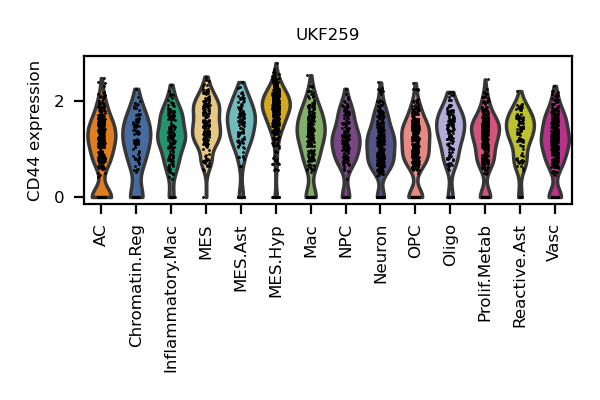 UKF259
CD44 expression
2
0
AC
Chromatin.Reg
Inflammatory.Mac
MES
MES.Ast
MES.Hyp
Mac
NPC
Neuron
OPC
Oligo
Prolif.Metab
Reactive.Ast
Vasc